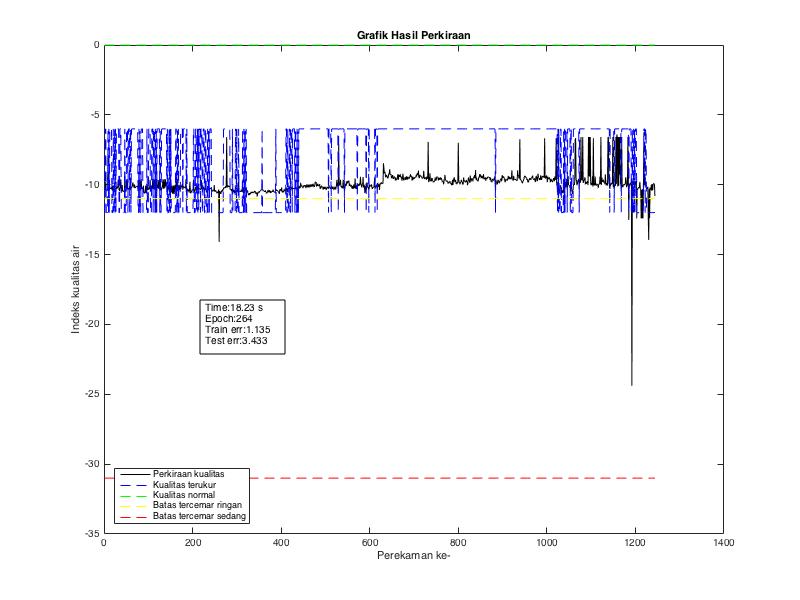 Grafik Hasil Perkiraan
0
-5
-10
-15
-20
-25
-30
-35
Indeks kualitas air
Time:18.23 s
Epoch:264
Train err:1.135
Test err:3.433
Perkiraan kualitas
Kualitas terukur
Kualitas normal
Batas tercemar ringan
Batas tercemar sedang
0 200 400 600 800 1000 1200 1400
Perekaman ke-